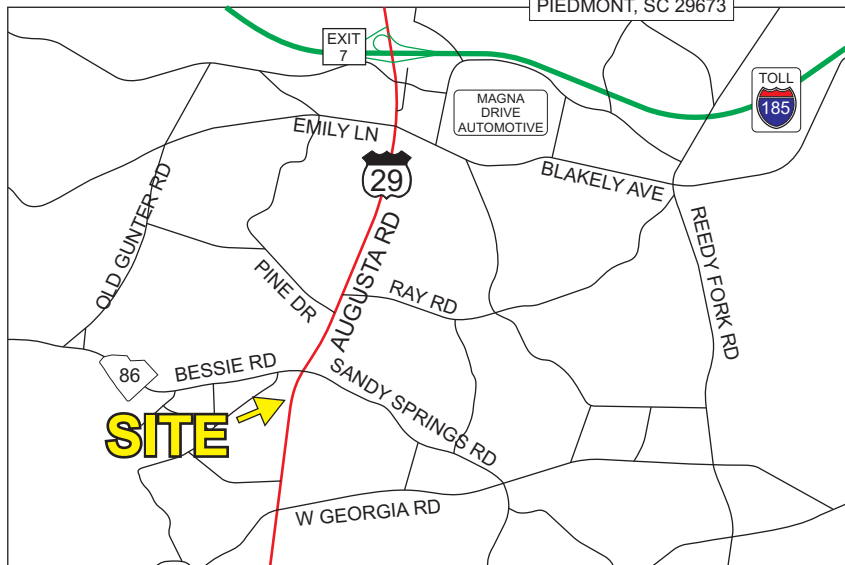 PIEDMONT, SC 29673
EXIT
7
TOLL
185
MAGNA
DRIVE
AUTOMOTIVE
EMILY LN
BLAKELY AVE
29
OLD GUNTER RD
AUGUSTA RD
REEDY FORK RD
PINE DR
RAY RD
86
BESSIE RD
SANDY SPRINGS RD
SITE
W GEORGIA RD